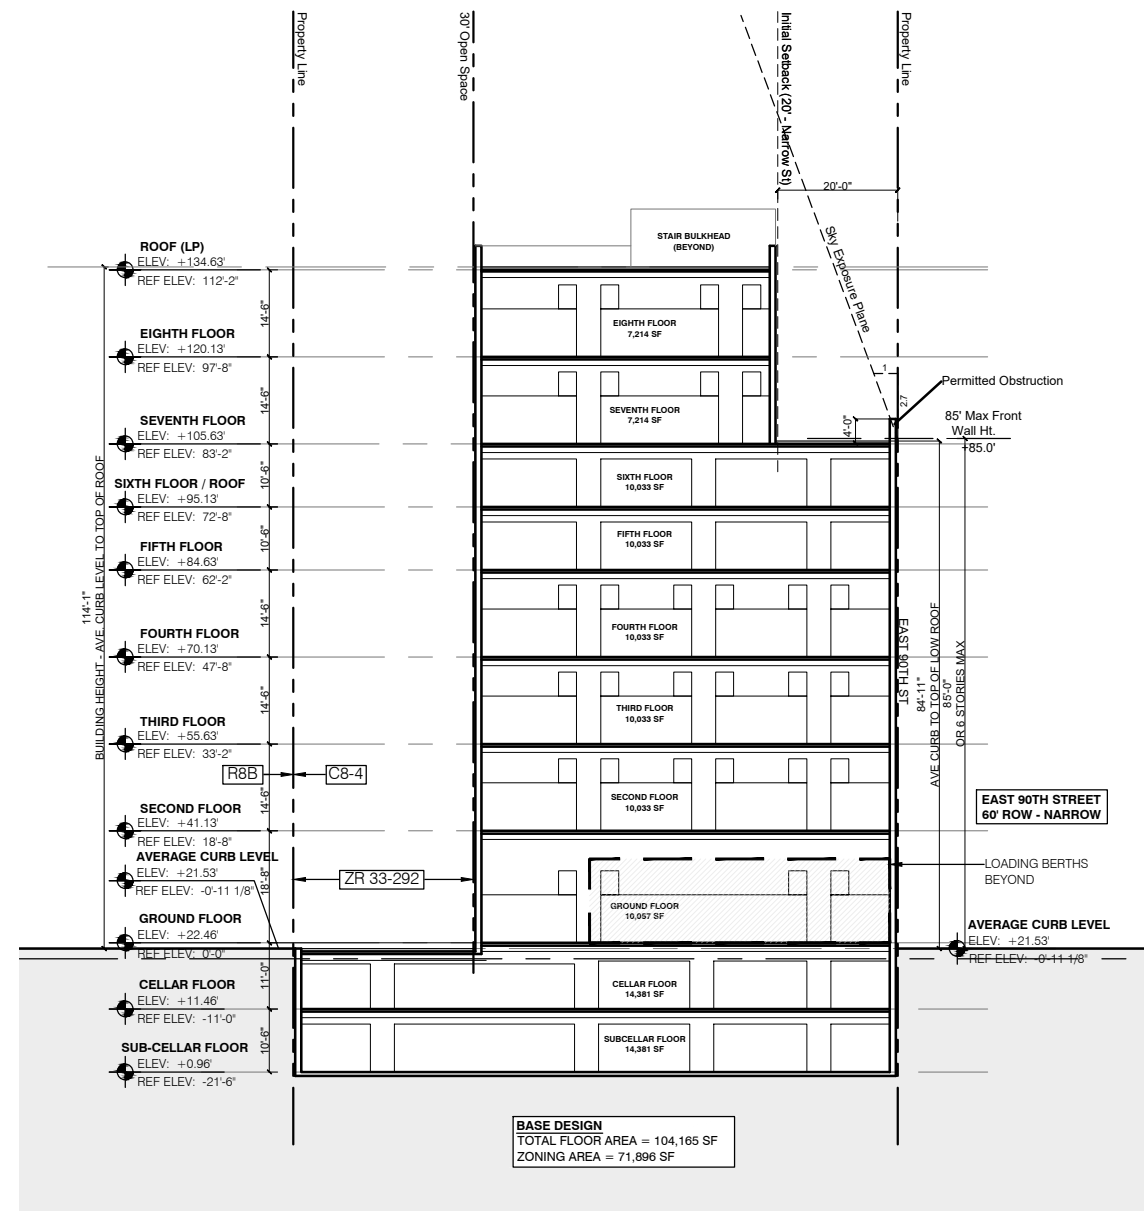 Property Line
30' Open Space
Initial Setback (20' - Narrow St)
Property Line
20'-0"
Sky Exposure Plane
STAIR BULKHEAD
(BEYOND)
ROOF (LP)
ELEV: +134.63'
REF ELEV: 112'-2"
14'-6"
EIGHTH FLOOR
7,214 SF
EIGHTH FLOOR
ELEV: +120.13'
REF ELEV: 97'-8"
14'-6"
1
2.7
Permitted Obstruction
SEVENTH FLOOR
7,214 SF
4'-0"
85' Max Front
Wall Ht.
+85.0'
SEVENTH FLOOR
ELEV: +105.63'
REF ELEV: 83'-2"
10'-6"
SIXTH FLOOR
10,033 SF
SIXTH FLOOR / ROOF
ELEV: +95.13'
REF ELEV: 72'-8"
10'-6"
FIFTH FLOOR
10,033 SF
FIFTH FLOOR
ELEV: +84.63'
REF ELEV: 62'-2"
14'-6"
114'-1"
BUILDING HEIGHT - AVE. CURB LEVEL TO TOP OF ROOF
FOURTH FLOOR
10,033 SF
FOURTH FLOOR
ELEV: +70.13'
REF ELEV: 47'-8"
14'-6"
EAST 90TH ST
84'-11"
AVE CURB TO TOP OF LOW ROOF
85'-0"
OR 6 STORIES MAX
THIRD FLOOR
10,033 SF
THIRD FLOOR
ELEV: +55.63'
REF ELEV: 33'-2"
R8B
C8-4
14'-6"
SECOND FLOOR
10,033 SF
EAST 90TH STREET
60' ROW - NARROW
SECOND FLOOR
ELEV: +41.13'
REF ELEV: 18'-8"
AVERAGE CURB LEVEL
ELEV: +21.53'
REF ELEV: -0'-11 1/8"
18'-8"
ZR 33-292
LOADING BERTHS
BEYOND
GROUND FLOOR
10,057 SF
GROUND FLOOR
ELEV: +22.46'
REF ELEV: 0'-0"
AVERAGE CURB LEVEL
ELEV: +21.53'
REF ELEV: -0'-11 1/8"
11'-0"
CELLAR FLOOR
14,381 SF
CELLAR FLOOR
ELEV: +11.46'
REF ELEV: -11'-0"
10'-6"
SUBCELLAR FLOOR
14,381 SF
SUB-CELLAR FLOOR
ELEV: +0.96'
REF ELEV: -21'-6"
BASE DESIGN
TOTAL FLOOR AREA = 104,165 SF
ZONING AREA = 71,896 SF